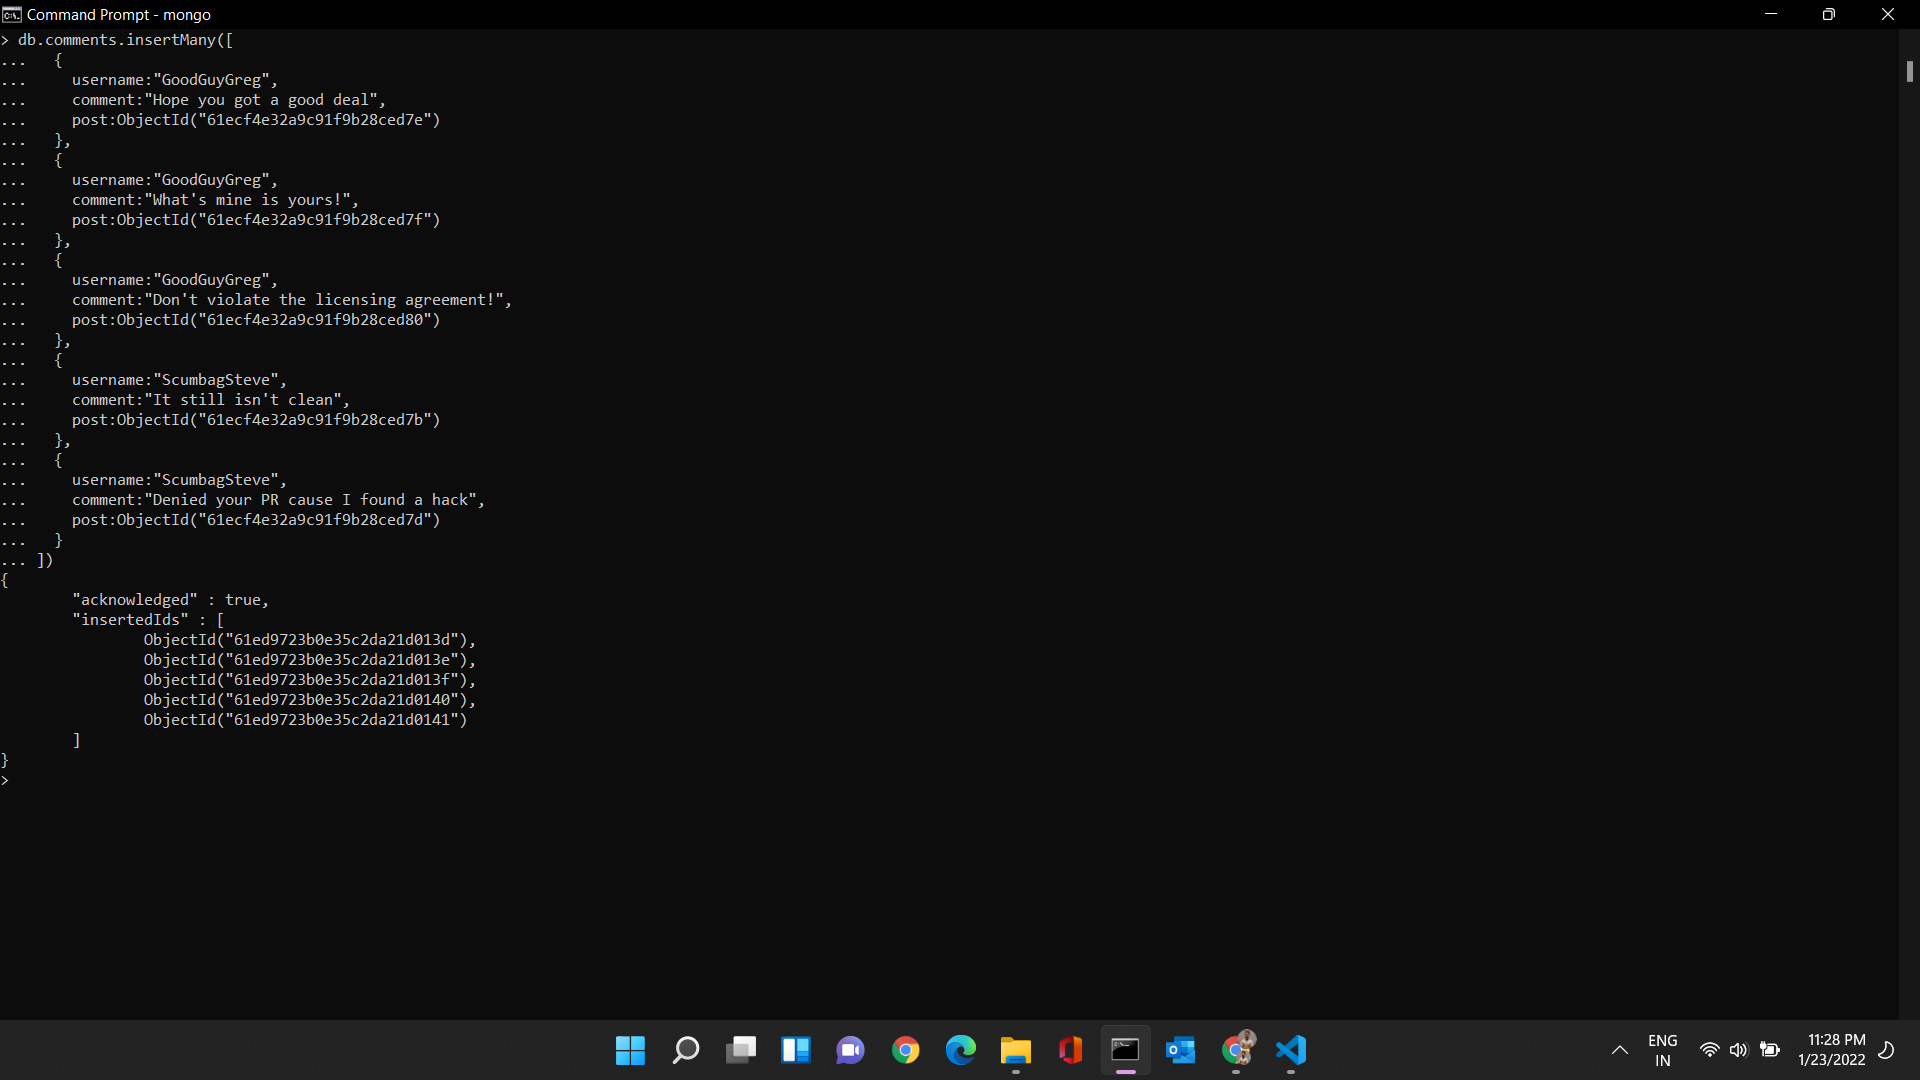 Command Prompt - mongo
> db.comments.insertMany([
...   {
...     username:"GoodGuyGreg",
...     comment:"Hope you got a good deal",
...     post:ObjectId("61ecf4e32a9c91f9b28ced7e")
...   },
...   {
...     username:"GoodGuyGreg",
...     comment:"What's mine is yours!",
...     post:ObjectId("61ecf4e32a9c91f9b28ced7f")
...   },
...   {
...     username:"GoodGuyGreg",
...     comment:"Don't violate the licensing agreement!",
...     post:ObjectId("61ecf4e32a9c91f9b28ced80")
...   },
...   {
...     username:"ScumbagSteve",
...     comment:"It still isn't clean",
...     post:ObjectId("61ecf4e32a9c91f9b28ced7b")
...   },
...   {
...     username:"ScumbagSteve",
...     comment:"Denied your PR cause I found a hack",
...     post:ObjectId("61ecf4e32a9c91f9b28ced7d")
...   }
... ])
{
        "acknowledged" : true,
        "insertedIds" : [
                ObjectId("61ed9723b0e35c2da21d013d"),
                ObjectId("61ed9723b0e35c2da21d013e"),
                ObjectId("61ed9723b0e35c2da21d013f"),
                ObjectId("61ed9723b0e35c2da21d0140"),
                ObjectId("61ed9723b0e35c2da21d0141")
        ]
}
>
ENG
IN
11:28 PM
1/23/2022